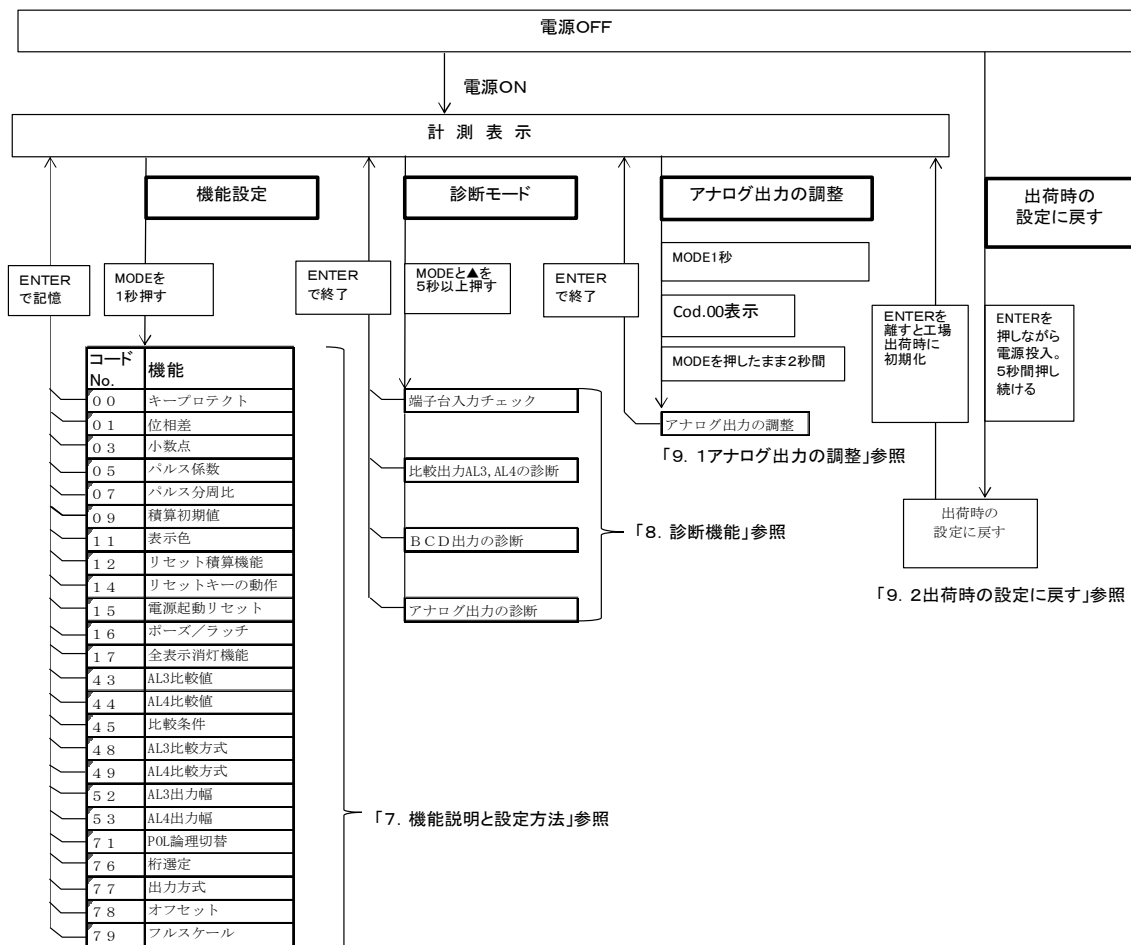 電源OFF
電源ON
計 測 表 示
機能設定
診断モード
アナログ出力の調整
出荷時の
設定に戻す
ENTER
で記憶
MODEを
1秒押す
ENTER
で終了
MODEと▲を
5秒以上押す
ENTER
で終了
MODE1秒
Cod.00表示
MODEを押したまま2秒間
ENTERを
離すと工場
出荷時に
初期化
ENTERを
押しながら
電源投入。
5秒間押し
続ける
コード
No.
機能
00 キープロテクト
01 位相差
03 小数点
05 パルス係数
07 パルス分周比
09 積算初期値
11 表示色
12 リセット積算機能
14 リセットキーの動作
15 電源起動リセット
16 ポーズ/ラッチ
17 全表示消灯機能
43 AL3比較値
44 AL4比較値
45 比較条件
48 AL3比較方式
49 AL4比較方式
52 AL3出力幅
53 AL4出力幅
71 POL論理切替
76 桁選定
77 出力方式
78 オフセット
79 フルスケール
「7. 機能説明と設定方法」参照
端子台入力チェック
比較出力AL3,AL4の診断
BCD出力の診断
アナログ出力の診断
「8. 診断機能」参照
アナログ出力の調整
「9. 1アナログ出力の調整」参照
出荷時の
設定に戻す
「9. 2出荷時の設定に戻す」参照